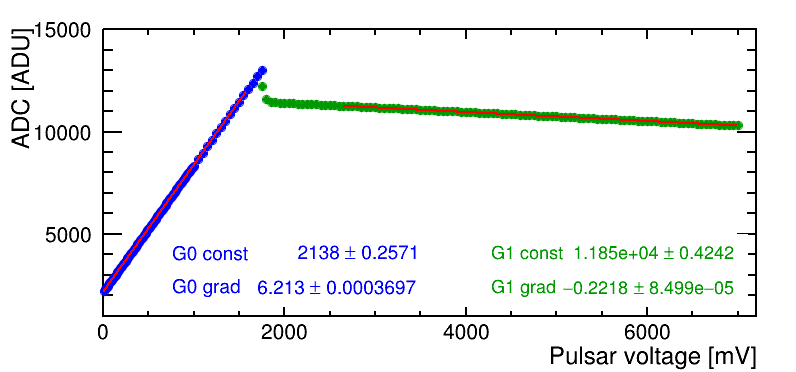 ADC [ADU]
15000
10000
5000
G0 const 2138 ± 0.2571
G0 grad 6.213 ± 0.0003697
G1 const 1.185e+04 ± 0.4242
G1 grad −0.2218 ± 8.499e−05
0 2000 4000 6000
Pulsar voltage [mV]